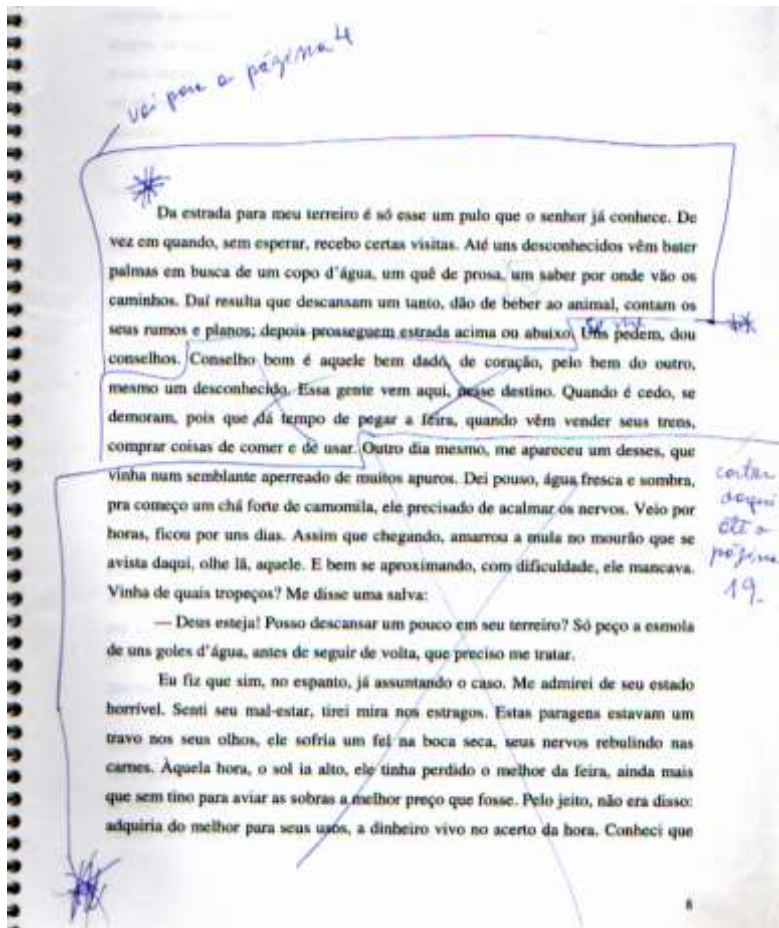 vai para a página 4
Da estrada para meu terreiro é só esse um pulo que o senhor já conhece. De
vez em quando, sem esperar, recebo certas visitas. Até uns desconhecidos vêm bater
palmas em busca de um copo d'água, um quê de prosa, um saber por onde vão os
caminhos. Daí resulta que descansam um tanto, dão de beber ao animal, contam os
seus rumos e planos; depois prosseguem estrada acima ou abaixo.
Se me
Uns pedem, dou
conselhos. Conselho bom é aquele bem dado, de coração, pelo bem do outro,
mesmo um desconhecido. Essa gente vem aqui, nesse destino. Quando é cedo, se
demoram, pois que dá tempo de pegar a feira, quando vêm vender seus trens,
comprar coisas de comer e de usar. Outro dia mesmo, me apareceu um desses, que
vinha num semblante aperreado de muitos apuros. Dei pouso, água fresca e sombra,
pra começo um chá forte de camomila, ele precisado de acalmar os nervos. Veio por
horas, ficou por uns dias. Assim que chegando, amarrou a mula no mourão que se
avista daqui, olhe lá, aquele. E bem se aproximando, com dificuldade, ele mancava.
Vinha de quais tropeços? Me disse uma salva:
— Deus esteja! Posso descansar um pouco em seu terreiro? Só peço a esmola
de uns goles d'água, antes de seguir de volta, que preciso me tratar.
Eu fiz que sim, no espanto, já assuntando o caso. Me admirei de seu estado
horrível. Senti seu mal-estar, tirei mira nos estragos. Estas paragens estavam um
travo nos seus olhos, ele sofria um fel na boca seca, seus nervos rebulindo nas
carnes. Àquela hora, o sol ia alto, ele tinha perdido o melhor da feira, ainda mais
que sem tino para aviar as sobras a melhor preço que fosse. Pelo jeito, não era disso:
adquiria do melhor para seus usos, a dinheiro vivo no acerto da hora. Conheci que
cortar
daqui
até a
página
19.
8